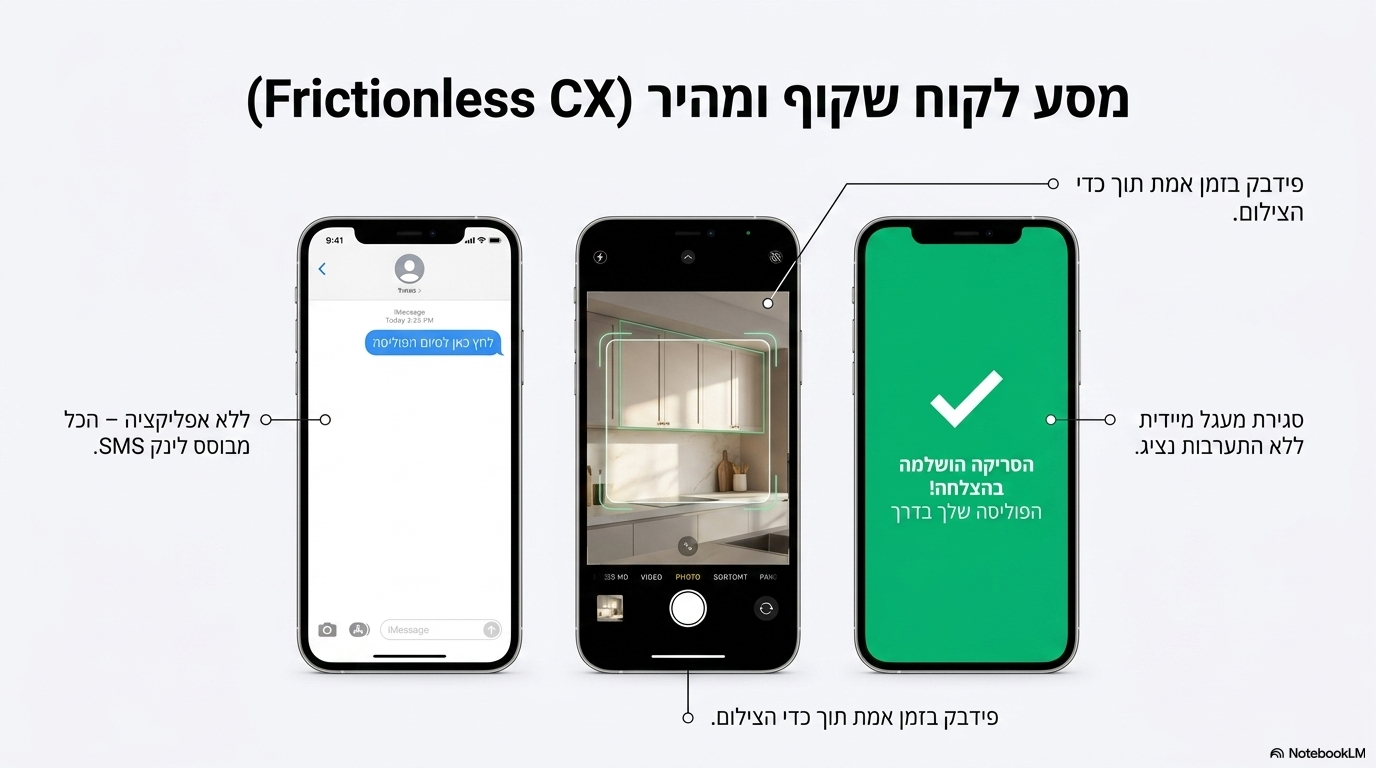 מסע לקוח שקוף ומהיר (Frictionless CX)
פידבק בזמן אמת תוך כדי
הצילום.
9:41
iMessage
Today 2:25 PM
לחץ כאן לסיום הפוליסה
iMessage
ללא אפליקציה – הכל
מבוסס לינק SMS.
VIDEO PHOTO SORTOMT PANC
פידבק בזמן אמת תוך כדי הצילום.
הסריקה הושלמה
בהצלחה!
הפוליסה שלך בדרך
סגירת מעגל מיידית
ללא התערבות נציג.
NotebookLM